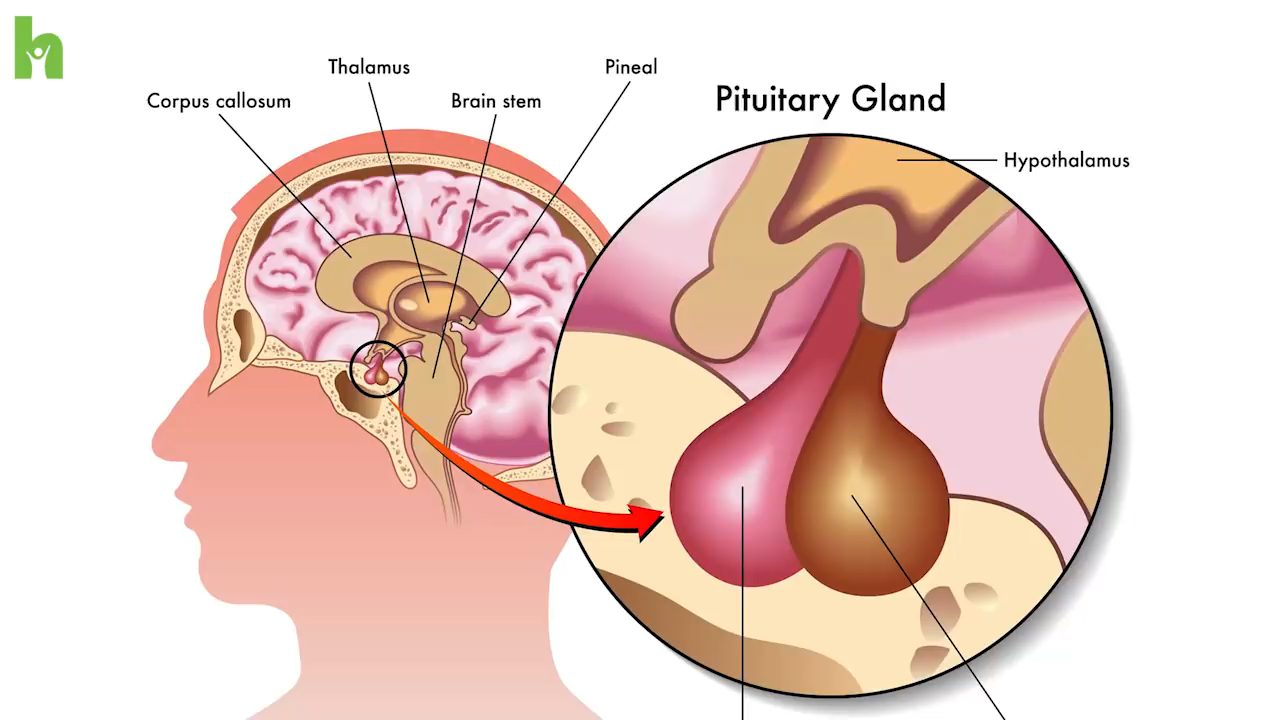 h
Thalamus
Pineal
Corpus callosum
Brain stem
Pituitary Gland
Hypothalamus